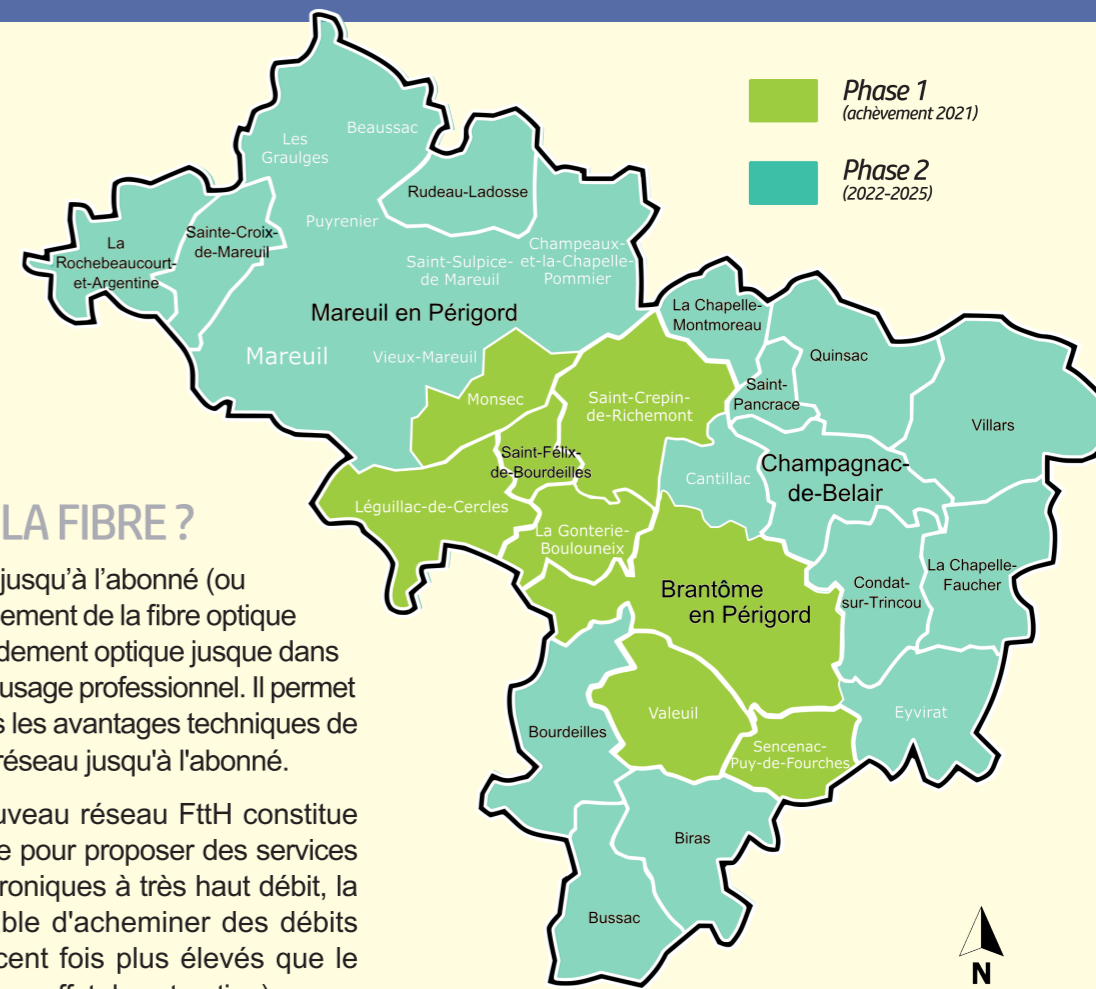 Phase 1
(achèvement 2021)
Phase 2
(2022-2025)
Les
Graulges
Beaussac
Rudeau-Ladosse
La
Rochebeaucourt-
et-Argentine
Sainte-Croix-
de-Mareuil
Puyrenier
Saint-Sulpice-
de Mareuil
Champeaux-
et-la-Chapelle-
Pommier
Mareuil en Périgord
Mareuil
Vieux-Mareuil
Monsec
Saint-Crepin-
de-Richemont
La Chapelle-
Montmoreau
Quinsac
Saint-
Pancrace
Villars
Saint-Félix-
de-Bourdeilles
Cantillac
Champagnac-
de-Belair
Léguillac-de-Cercles
La Gonterie-
Boulouneix
Brantôme
en Périgord
Condat-
sur-Trincou
La Chapelle-
Faucher
Bourdeilles
Valeuil
Sencenac-
Puy-de-Fourches
Eyvirat
Biras
Bussac
N
LA FIBRE ?
jusqu’à l’abonné (ou
ement de la fibre optique
dement optique jusque dans
usage professionnel. Il permet
s les avantages techniques de
réseau jusqu'à l'abonné.
uveau réseau FttH constitue
e pour proposer des services
roniques à très haut débit, la
ble d'acheminer des débits
cent fois plus élevés que le